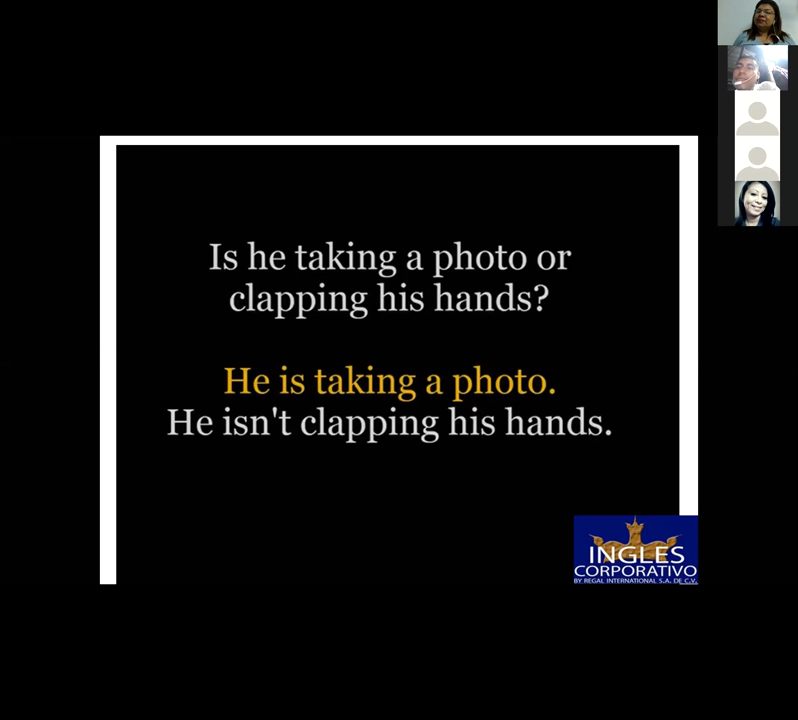 Is he taking a photo or
clapping his hands?
He is taking a photo.
He isn't clapping his hands.
INGLES
CORPORATIVO
BY REGAL INTERNATIONAL S.A. DE C.V.